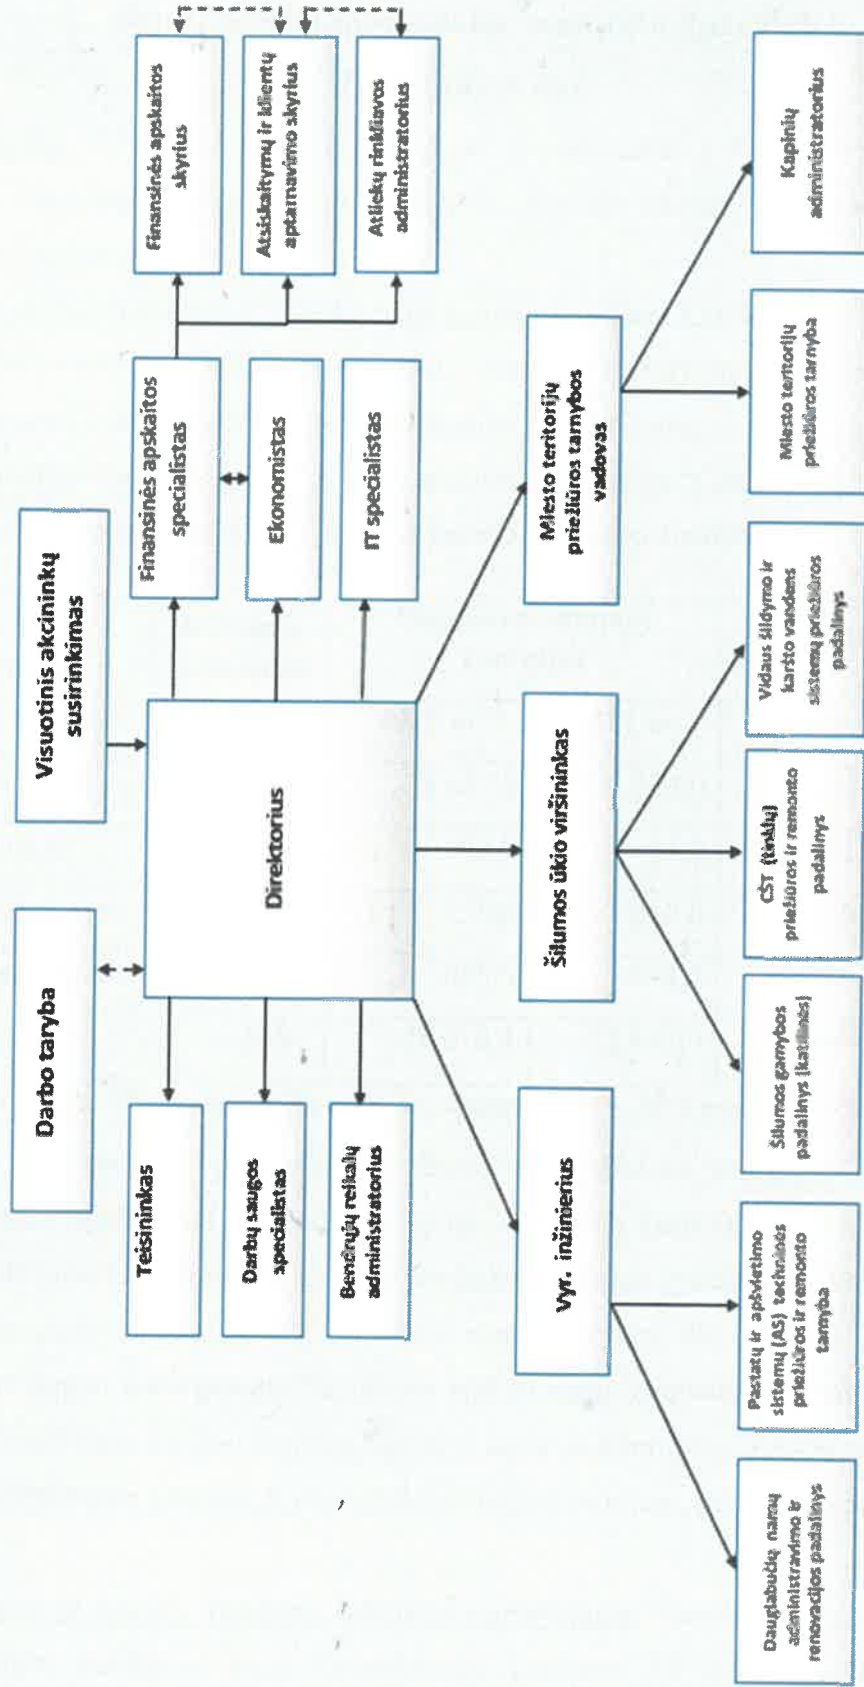 Darbo taryba
Visuotinis akcininkų
susirinkimas
Teisininkas
Darbų saugos
specialistas
Bendrųjų reikalų
administratorius
Direktorius
Finansinės apskaitos
specialistas
Ekonomistas
IT specialistas
Finansinės apskaitos
skyrius
Atsiskaitymų ir klientų
aptarnavimo skyrius
Atliekų rinkliavos
administratorius
Vyr. inžinierius
Šilumos ūkio viršininkas
Miesto teritorijų
priežiūros tarnybos
vadovas
Daugiabučių namų
administravimo ir
renovacijos padalinys
Pastatų ir apšvietimo
sistemų (AS) techninės
priežiūros ir remonto
tarnyba
Šilumos gamybos
padalinys (katilinės)
CŠT (tinklų)
priežiūros ir remonto
padalinys
Vidaus šildymo ir
karšto vandens
sistemų priežiūros
padalinys
Miesto teritorijų
priežiūros tarnyba
Kapinių
administratorius